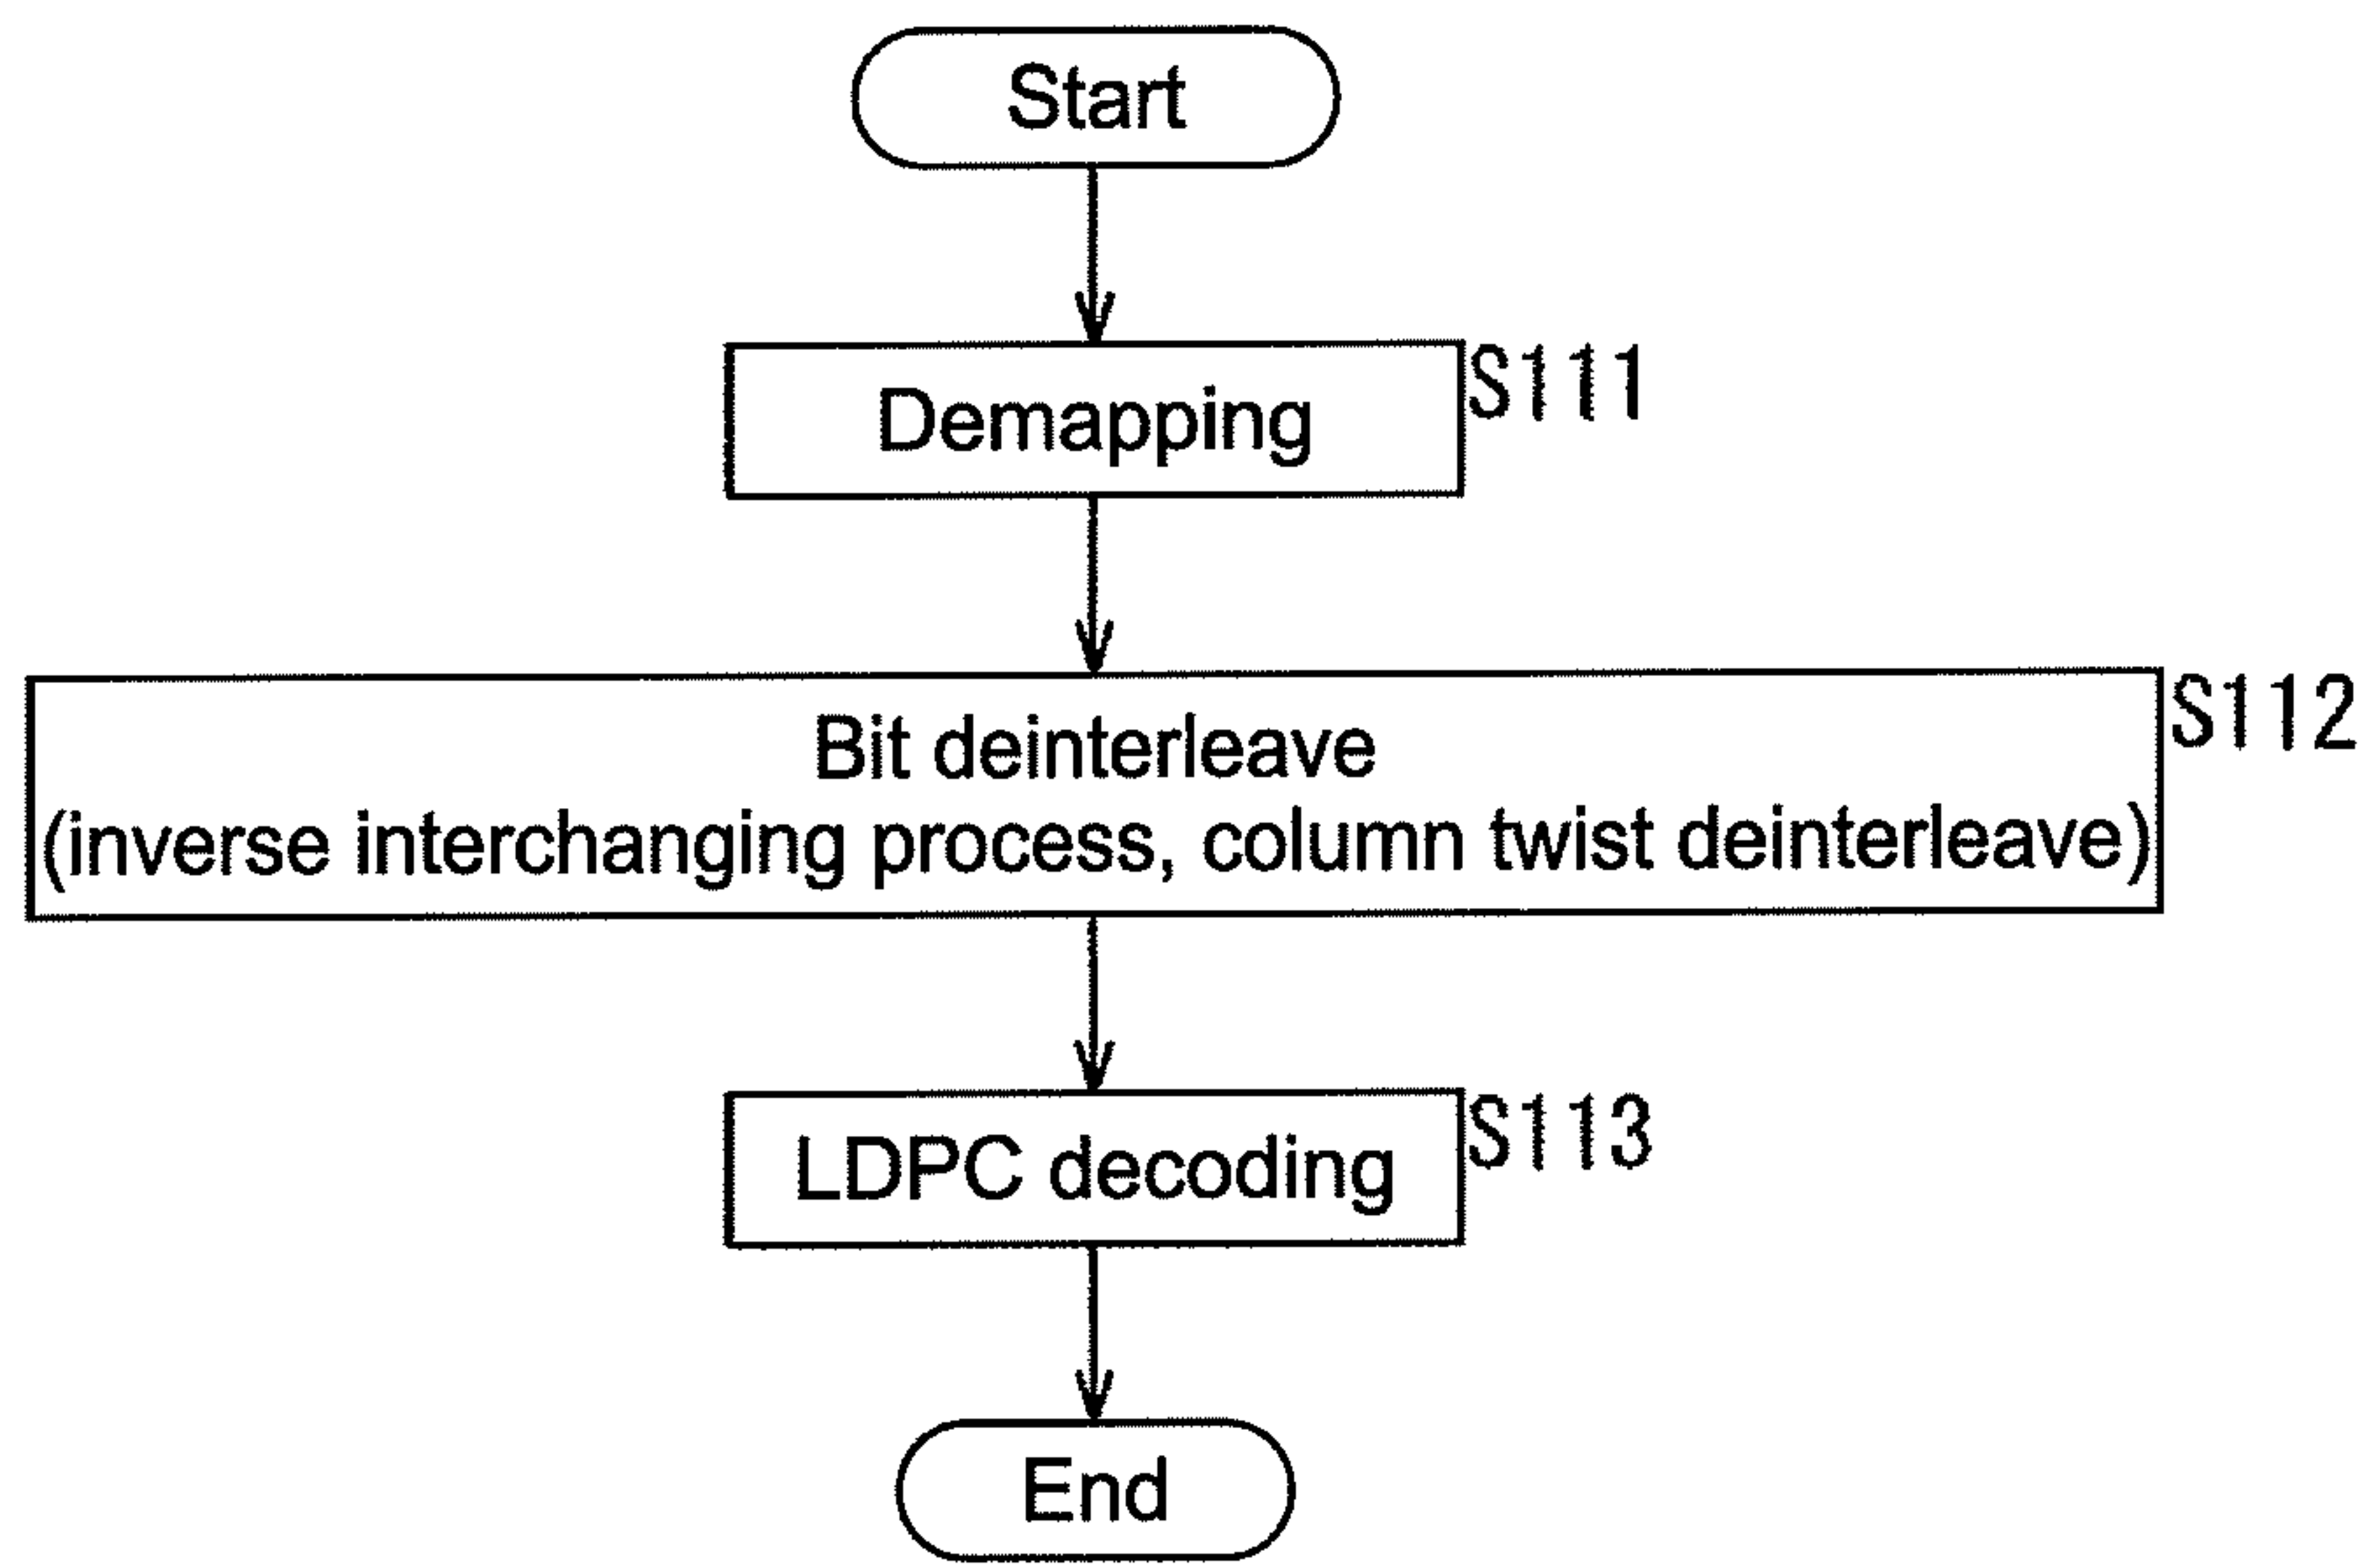 Start
Demapping
S111
Bit deinterleave
S112
(inverse interchanging process, column twist deinterleave)
LDPC decoding
S113
End